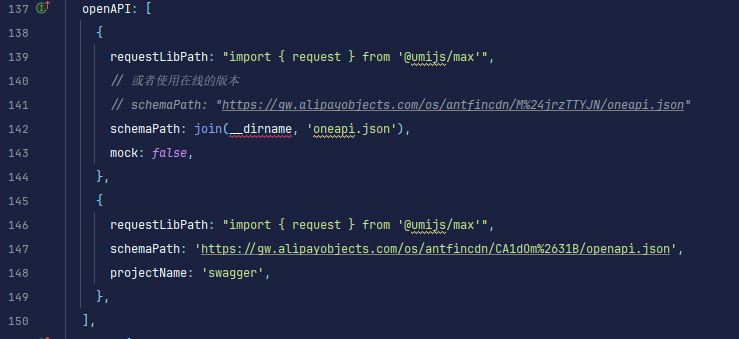 137 openAPI: [
138 {
139 requestLibPath: "import { request } from '@umijs/max'",
140 // 或者使用在线的版本
141 // schemaPath: "https://gw.alipayobjects.com/os/antfincdn/M%24jrzTTYJN/oneapi.json"
142 schemaPath: join(__dirname, 'oneapi.json'),
143 mock: false,
144 },
145 {
146 requestLibPath: "import { request } from '@umijs/max'",
147 schemaPath: 'https://gw.alipayobjects.com/os/antfincdn/CA1dOm%2631B/openapi.json',
148 projectName: 'swagger',
149 },
150 ],